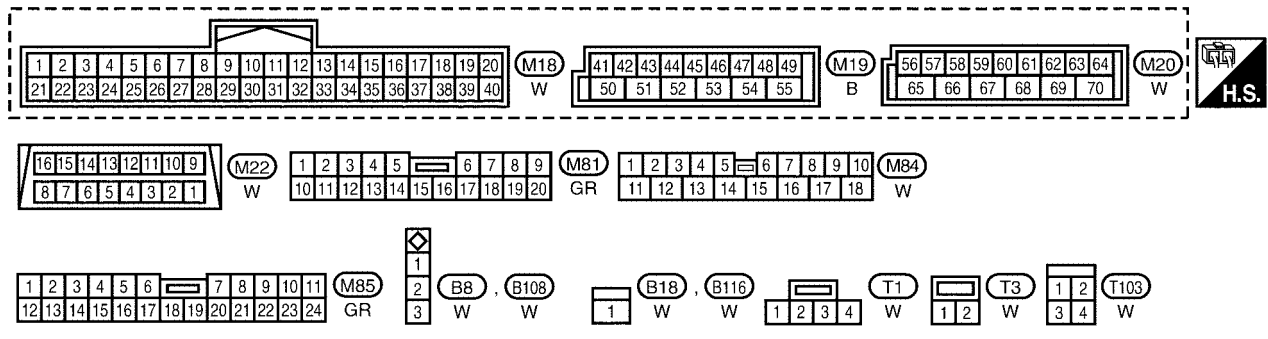 1 2 3 4 5 6 7 8 9 10 11 12 13 14 15 16 17 18 19 20 M18 41 42 43 44 45 46 47 48 49 M19 56 57 58 59 60 61 62 63 64 M20
21 22 23 24 25 26 27 28 29 30 31 32 33 34 35 36 37 38 39 40 W 50 51 52 53 54 55 B 65 66 67 68 69 70 W H.S.
16 15 14 13 12 11 10 9 M22 1 2 3 4 5 6 7 8 9 M81 1 2 3 4 5 6 7 8 9 10 M84
8 7 6 5 4 3 2 1 W 10 11 12 13 14 15 16 17 18 19 20 GR 11 12 13 14 15 16 17 18 W
1 2 3 4 5 6 7 8 9 10 11 M85 1 B8 , B108 B18 , B116 T1 T3 1 2 T103
12 13 14 15 16 17 18 19 20 21 22 23 24 GR 2 W W 1 W W 1 2 3 4 W 1 2 W 3 4 W
3